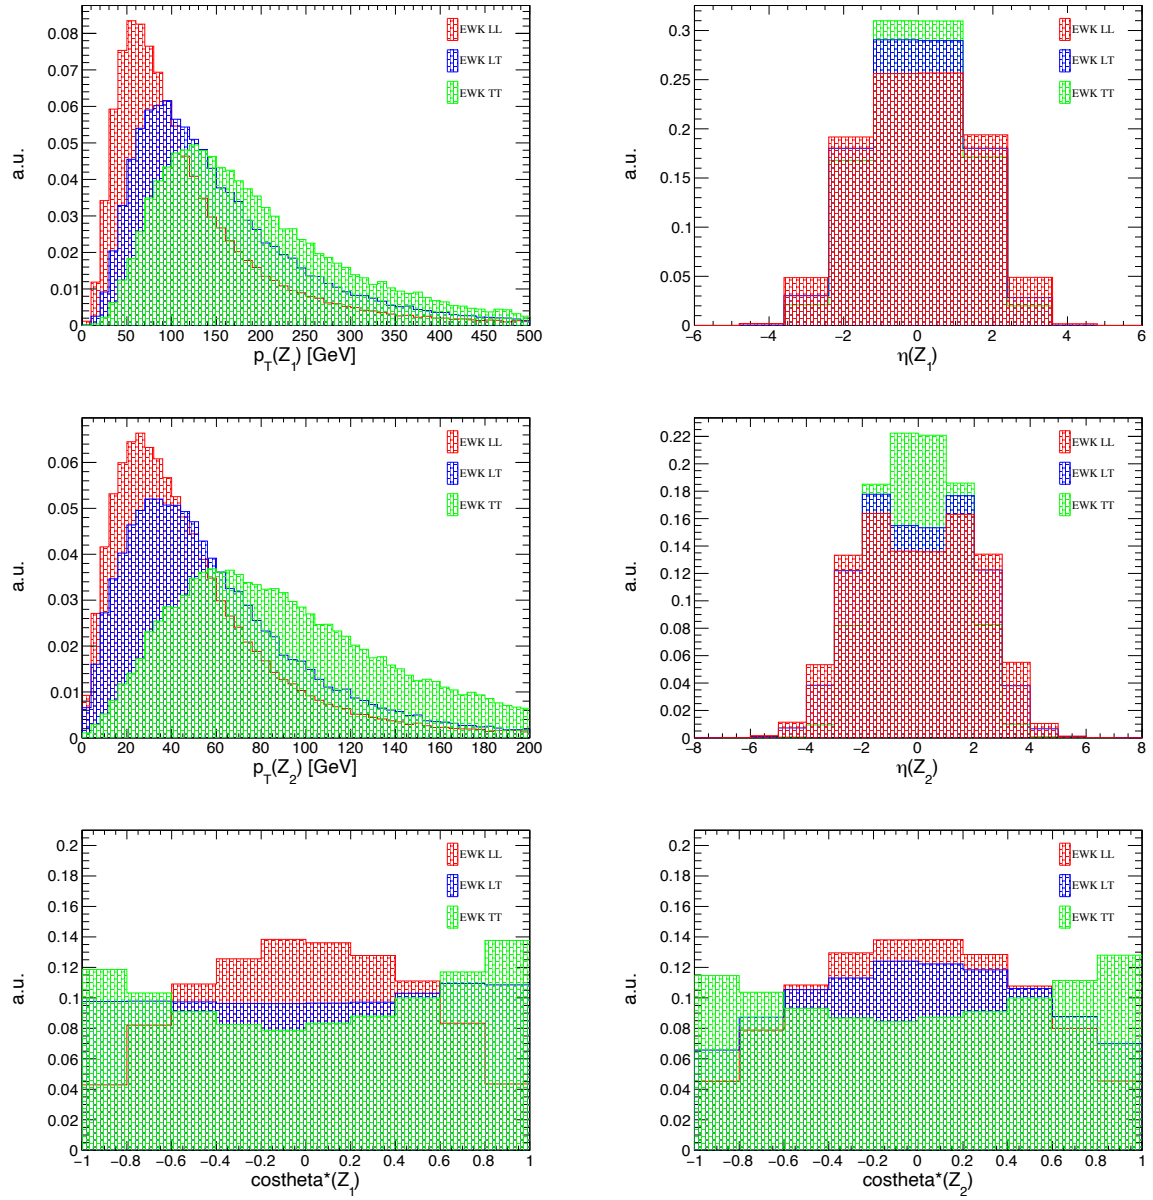 0.08
0.07
0.06
0.05
0.04
0.03
0.02
0.01
0
a.u.
EWK LL
EWK LT
EWK TT
0 50 100 150 200 250 300 350 400 450 500
p_T(Z_1) [GeV]
0.3
0.25
0.2
0.15
0.1
0.05
0
a.u.
EWK LL
EWK LT
EWK TT
−6 −4 −2 0 2 4 6
η(Z_1)
0.06
0.05
0.04
0.03
0.02
0.01
0
a.u.
EWK LL
EWK LT
EWK TT
0 20 40 60 80 100 120 140 160 180 200
p_T(Z_2) [GeV]
0.22
0.2
0.18
0.16
0.14
0.12
0.1
0.08
0.06
0.04
0.02
0
a.u.
EWK LL
EWK LT
EWK TT
−8 −6 −4 −2 0 2 4 6 8
η(Z_2)
0.2
0.18
0.16
0.14
0.12
0.1
0.08
0.06
0.04
0.02
0
a.u.
EWK LL
EWK LT
EWK TT
−1 −0.8 −0.6 −0.4 −0.2 0 0.2 0.4 0.6 0.8 1
costheta*(Z_1)
0.2
0.18
0.16
0.14
0.12
0.1
0.08
0.06
0.04
0.02
0
a.u.
EWK LL
EWK LT
EWK TT
−1 −0.8 −0.6 −0.4 −0.2 0 0.2 0.4 0.6 0.8 1
costheta*(Z_2)